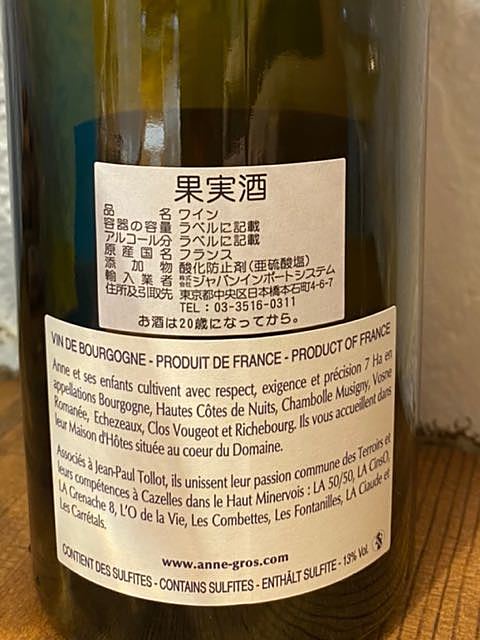 果実酒
品名 ワイン
容器の容量 ラベルに記載
アルコール分 ラベルに記載
原産国名 フランス
添加物 酸化防止剤(亜硫酸塩)
輸入業者 株式会社ジャパンインポートシステム
住所及引取先 東京都中央区日本橋本石町4-6-7
TEL:03-3516-0311
お酒は20歳になってから。
VIN DE BOURGOGNE - PRODUIT DE FRANCE - PRODUCT OF FRANCE
Anne et ses enfants cultivent avec respect, exigence et précision 7 Ha en
appellations Bourgogne, Hautes Côtes de Nuits, Chambolle Musigny, Vosne
Romanée, Echezeaux, Clos Vougeot et Richebourg. Ils vous accueillent dans
leur Maison d'Hôtes située au coeur du Domaine.
Associés à Jean-Paul Tollot, ils unissent leur passion commune des Terroirs et
leurs compétences à Cazelles dans le Haut Minervois : LA 50/50, LA CinsO,
LA Grenache 8, L'O de la Vie, Les Combettes, Les Fontanilles, LA Claude et
Les Carrétals.
www.anne-gros.com
CONTIENT DES SULFITES - CONTAINS SULFITES - ENTHÄLT SULFITE - 13% Vol.